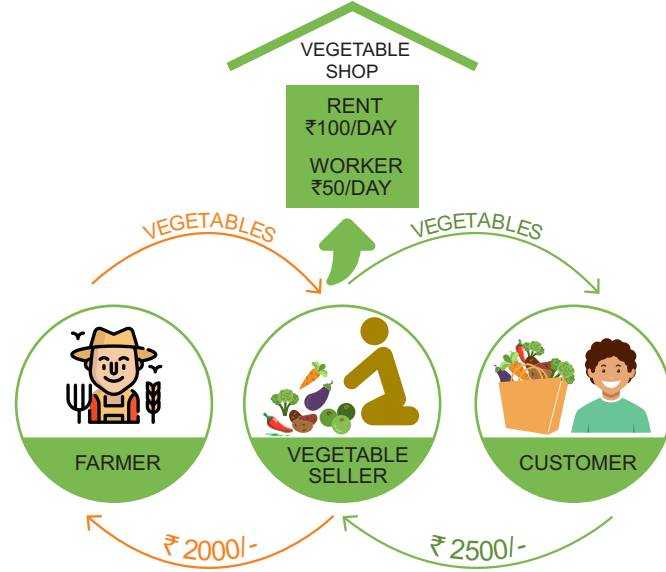 VEGETABLE
SHOP
RENT
₹100/DAY
WORKER
₹50/DAY
VEGETABLES
VEGETABLES
FARMER
VEGETABLE
SELLER
CUSTOMER
₹ 2000/-
₹ 2500/-